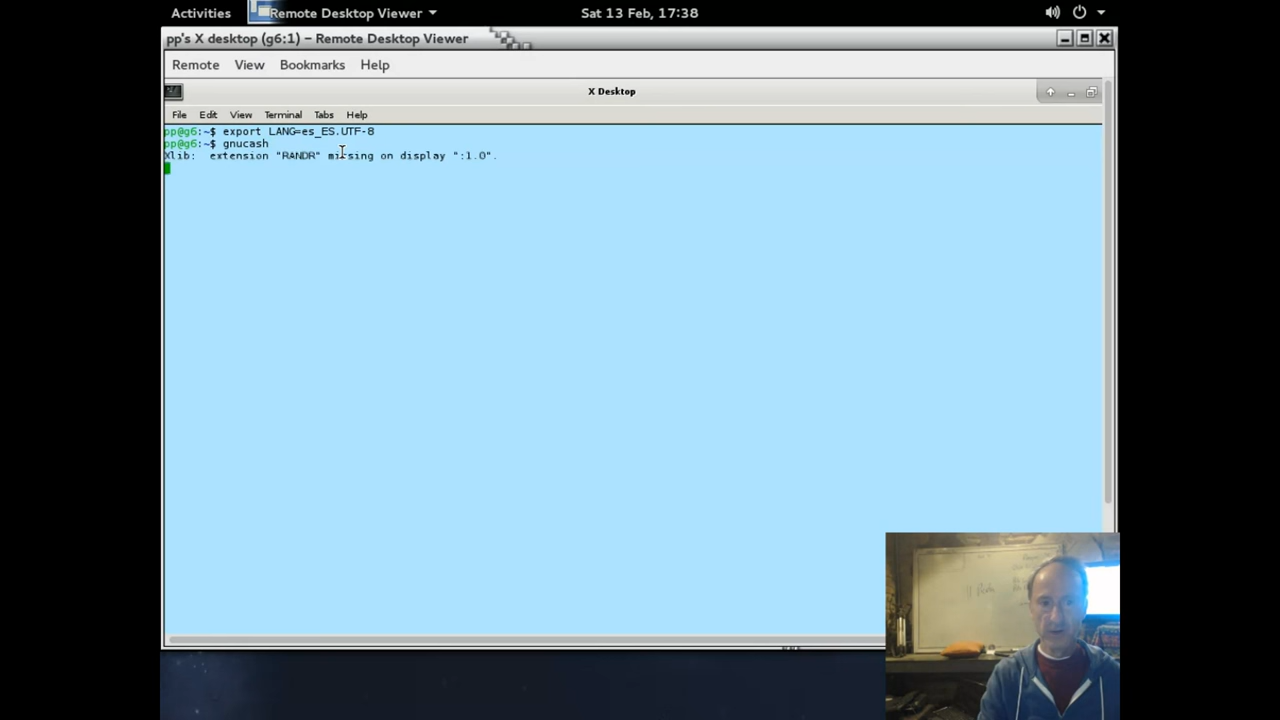 Activities
Remote Desktop Viewer
Sat 13 Feb, 17:38
pp's X desktop (g6:1) – Remote Desktop Viewer
Remote View Bookmarks Help
X Desktop
File Edit View Terminal Tabs Help
pp@g6:~$ export LANG=es_ES.UTF-8
pp@g6:~$ gnucash
Xlib: extension "RANDR" missing on display ":1.0".